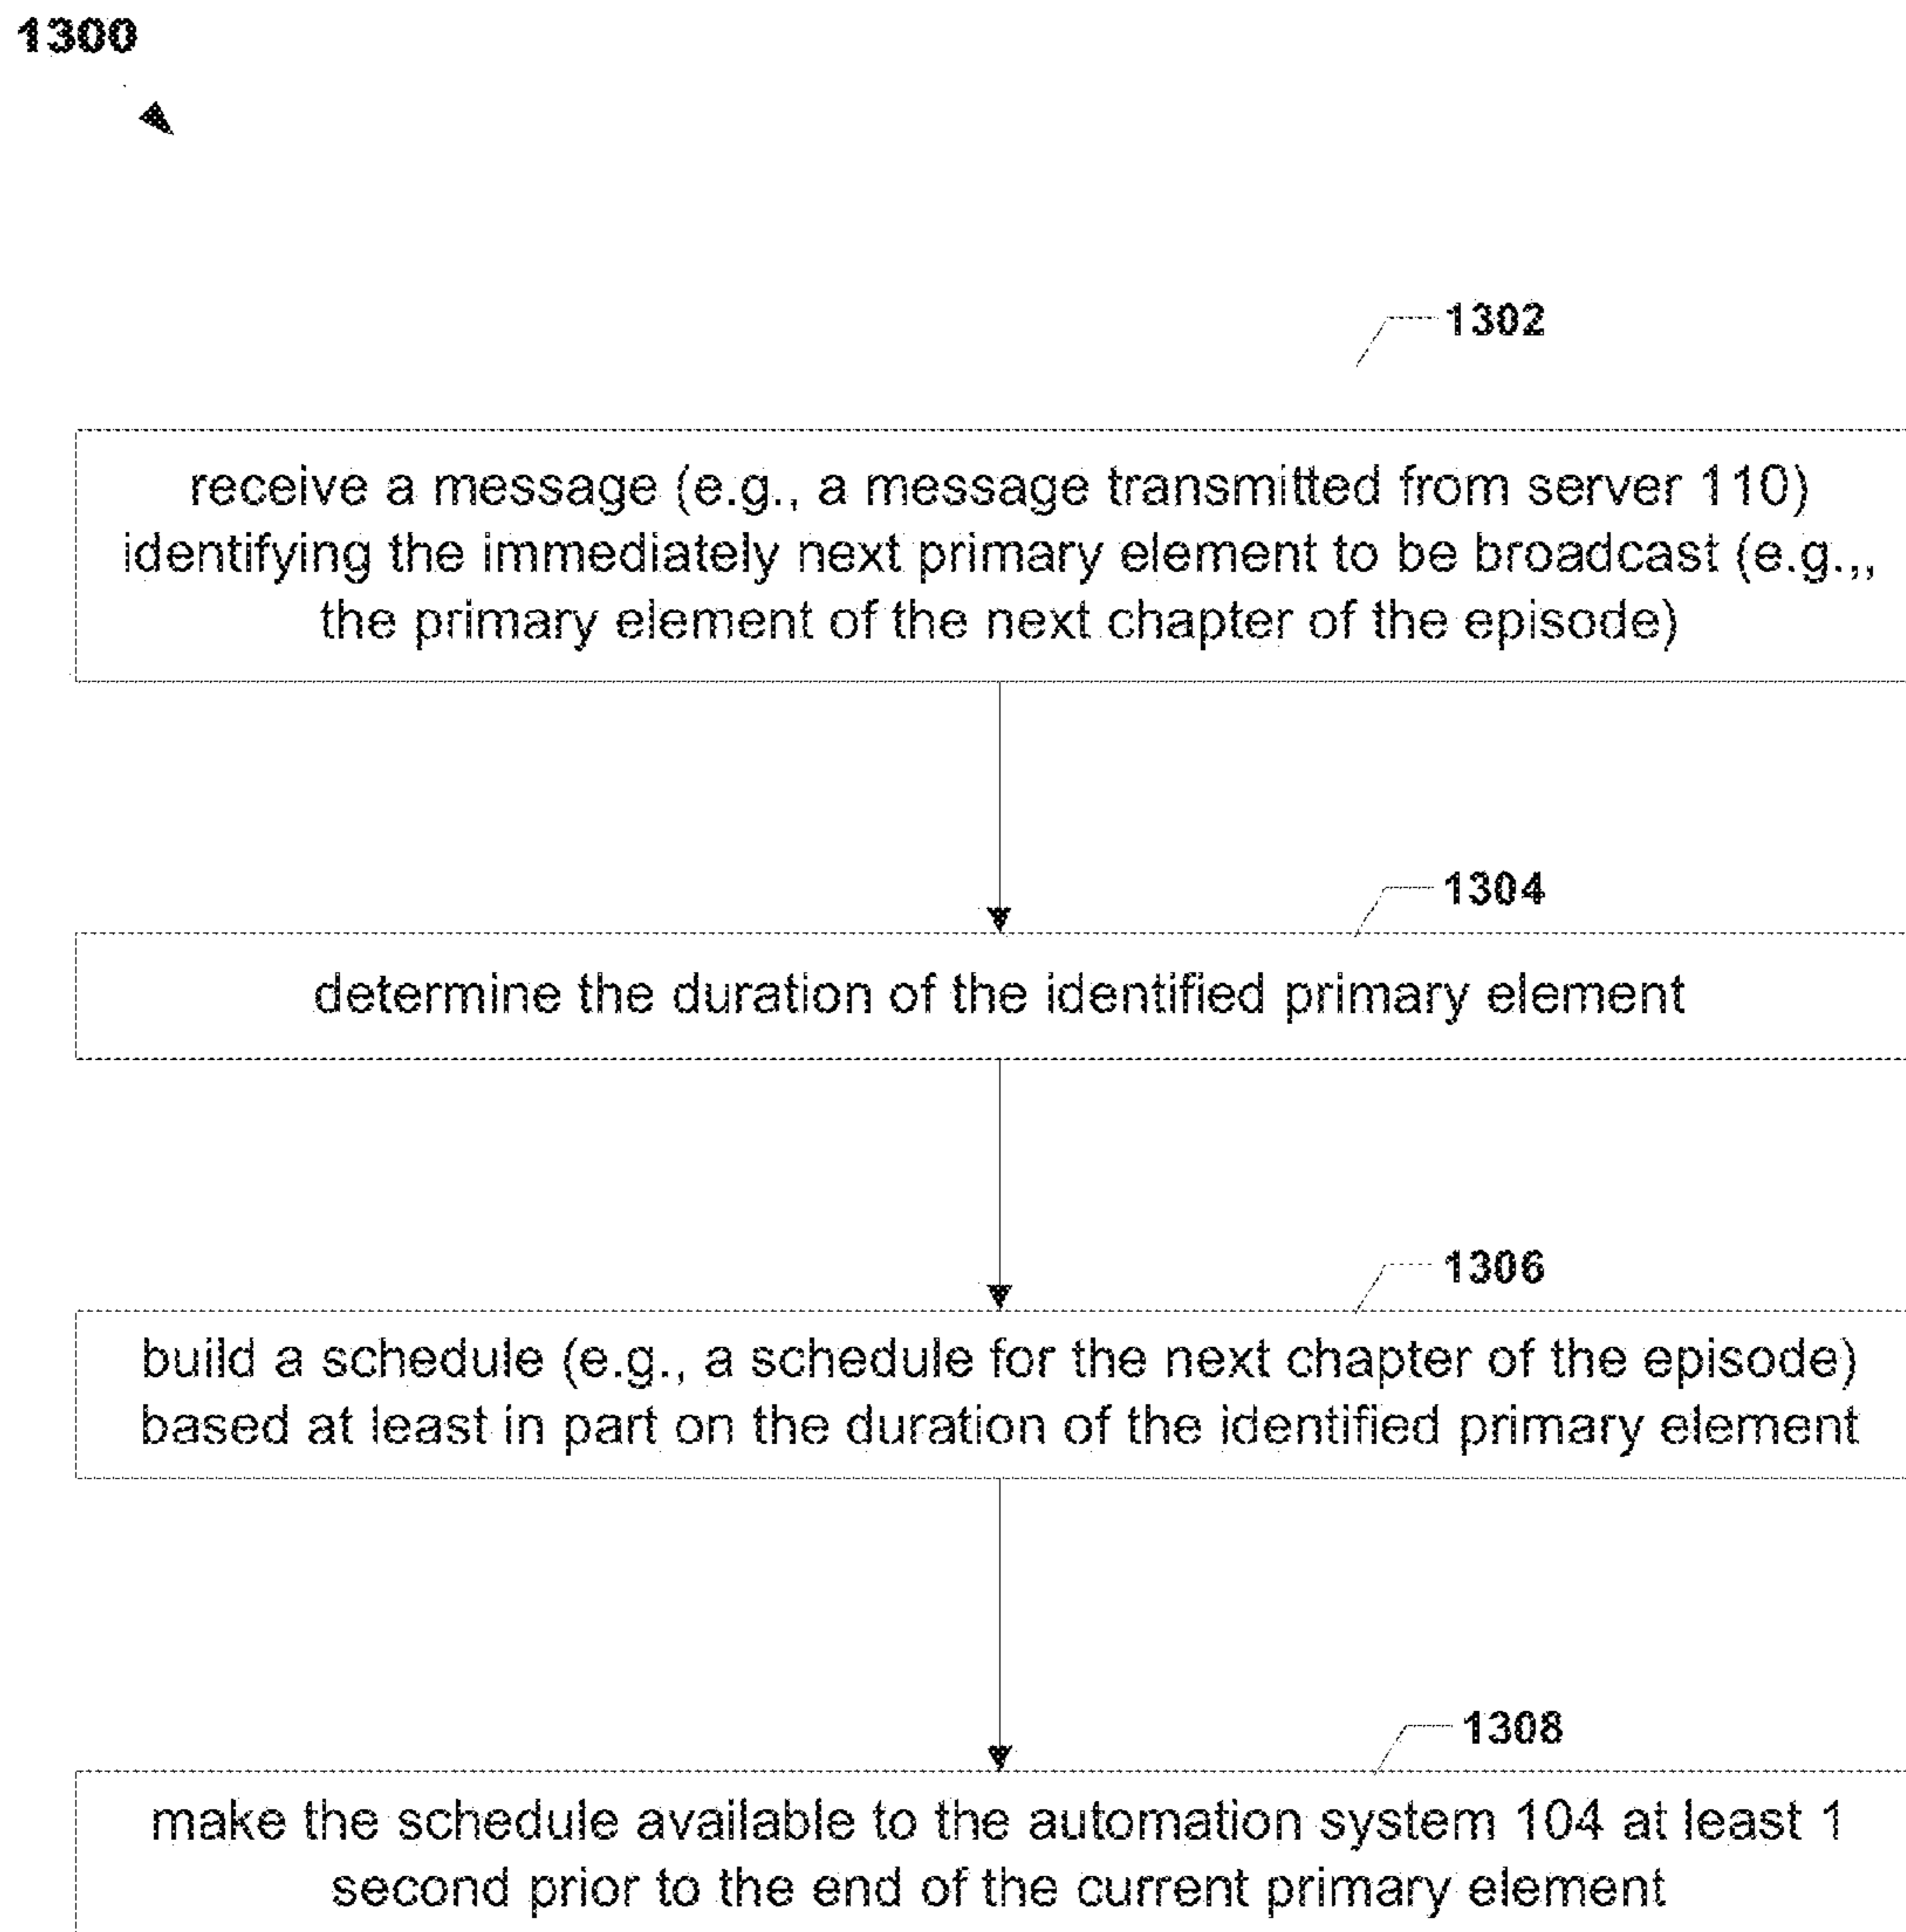 1300
1302
receive a message (e.g., a message transmitted from server 110)
identifying the immediately next primary element to be broadcast (e.g.,,
the primary element of the next chapter of the episode)
1304
determine the duration of the identified primary element
1306
build a schedule (e.g., a schedule for the next chapter of the episode)
based at least in part on the duration of the identified primary element
1308
make the schedule available to the automation system 104 at least 1
second prior to the end of the current primary element